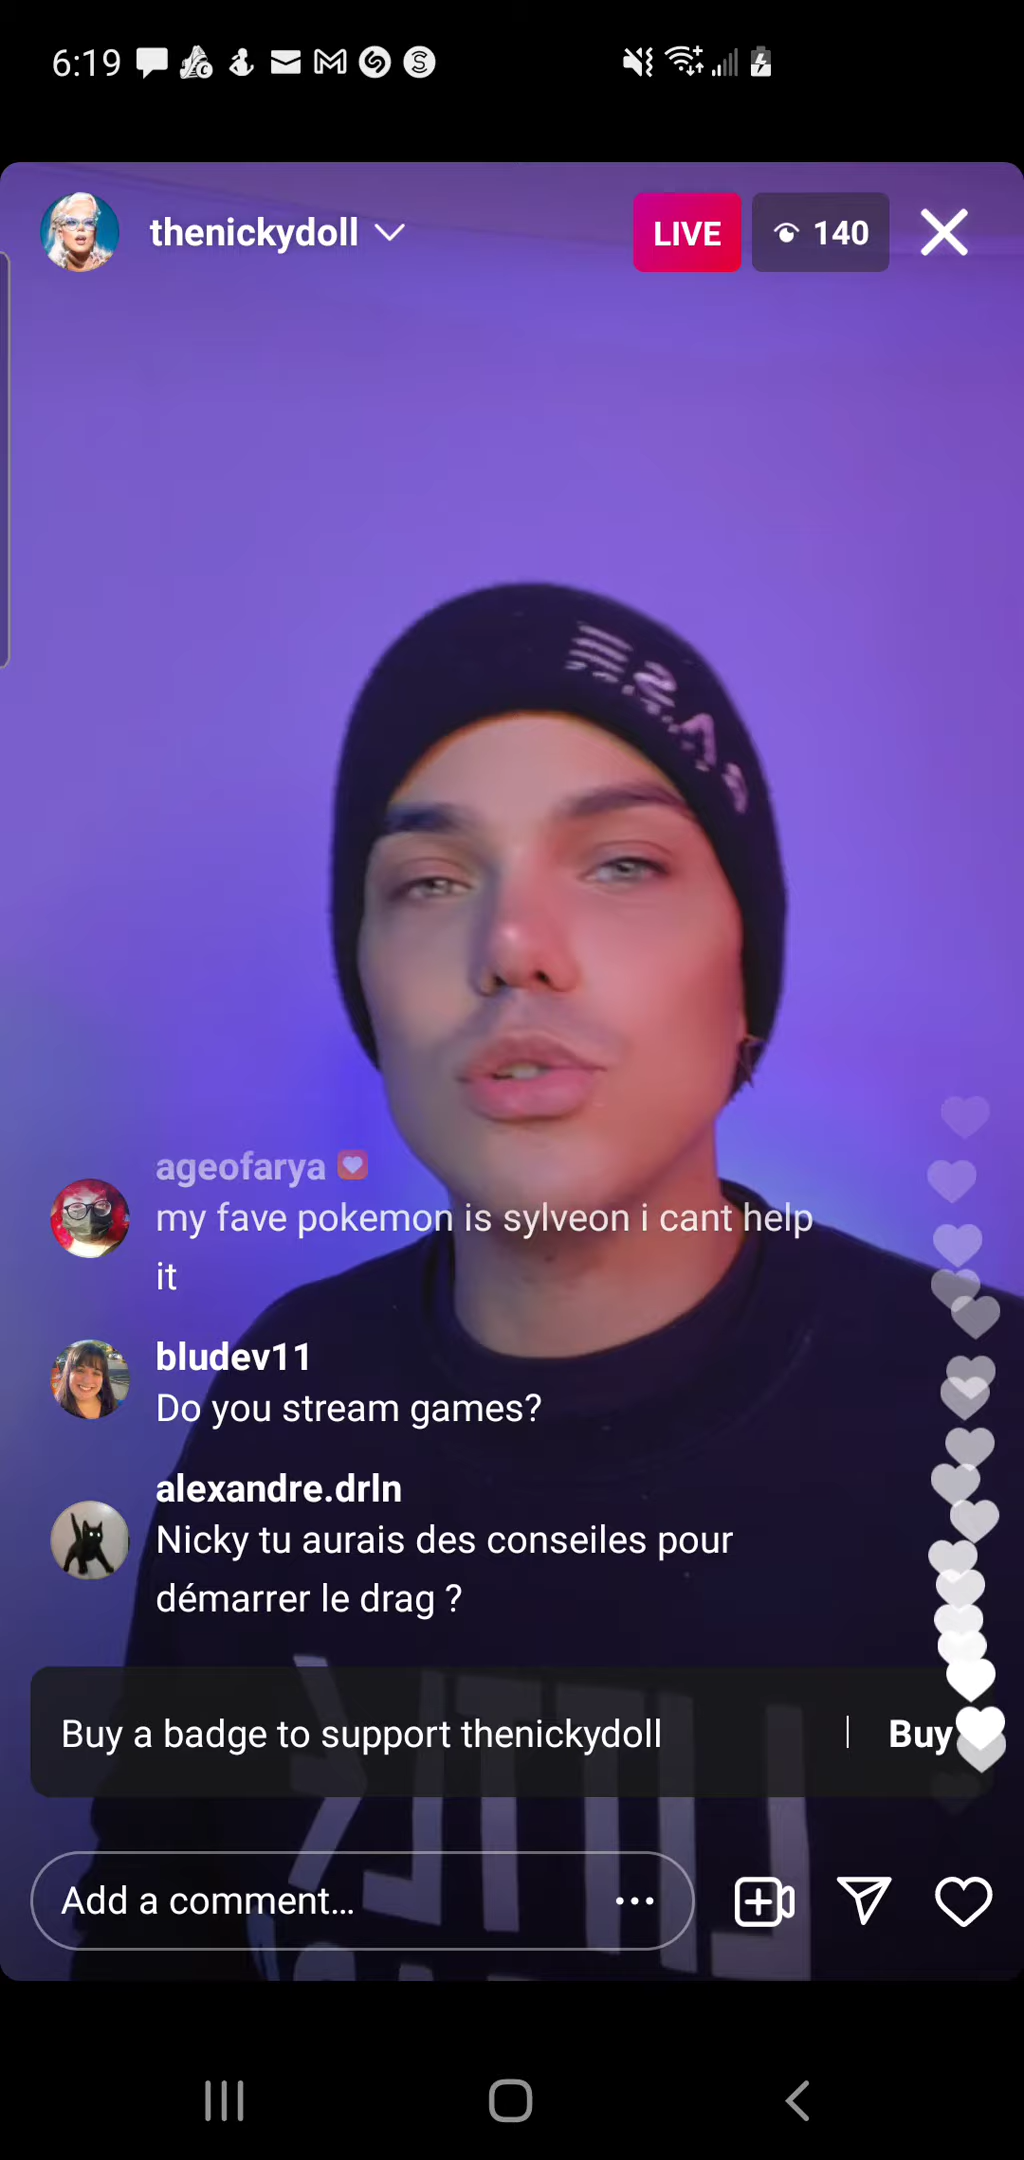 6:19
thenickydoll
LIVE
140
ageofarya
my fave pokemon is sylveon i cant help
it
bludev11
Do you stream games?
alexandre.drln
Nicky tu aurais des conseiles pour
démarrer le drag ?
Buy a badge to support thenickydoll
Buy
Add a comment...